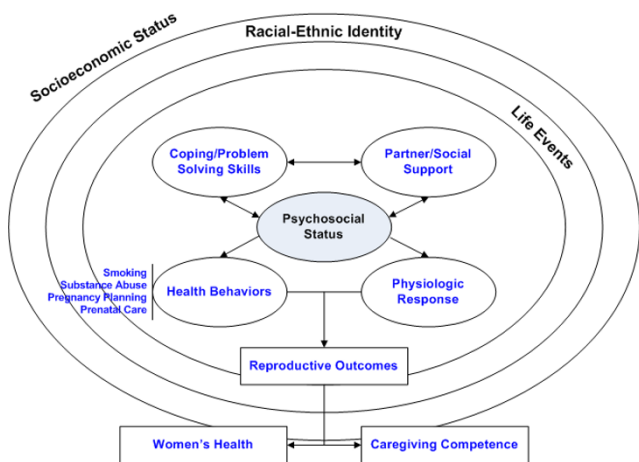 Socioeconomic Status
Racial-Ethnic Identity
Life Events
Coping/Problem
Solving Skills
Partner/Social
Support
Psychosocial
Status
Smoking
Substance Abuse
Pregnancy Planning
Prenatal Care
Health Behaviors
Physiologic
Response
Reproductive Outcomes
Women's Health
Caregiving Competence